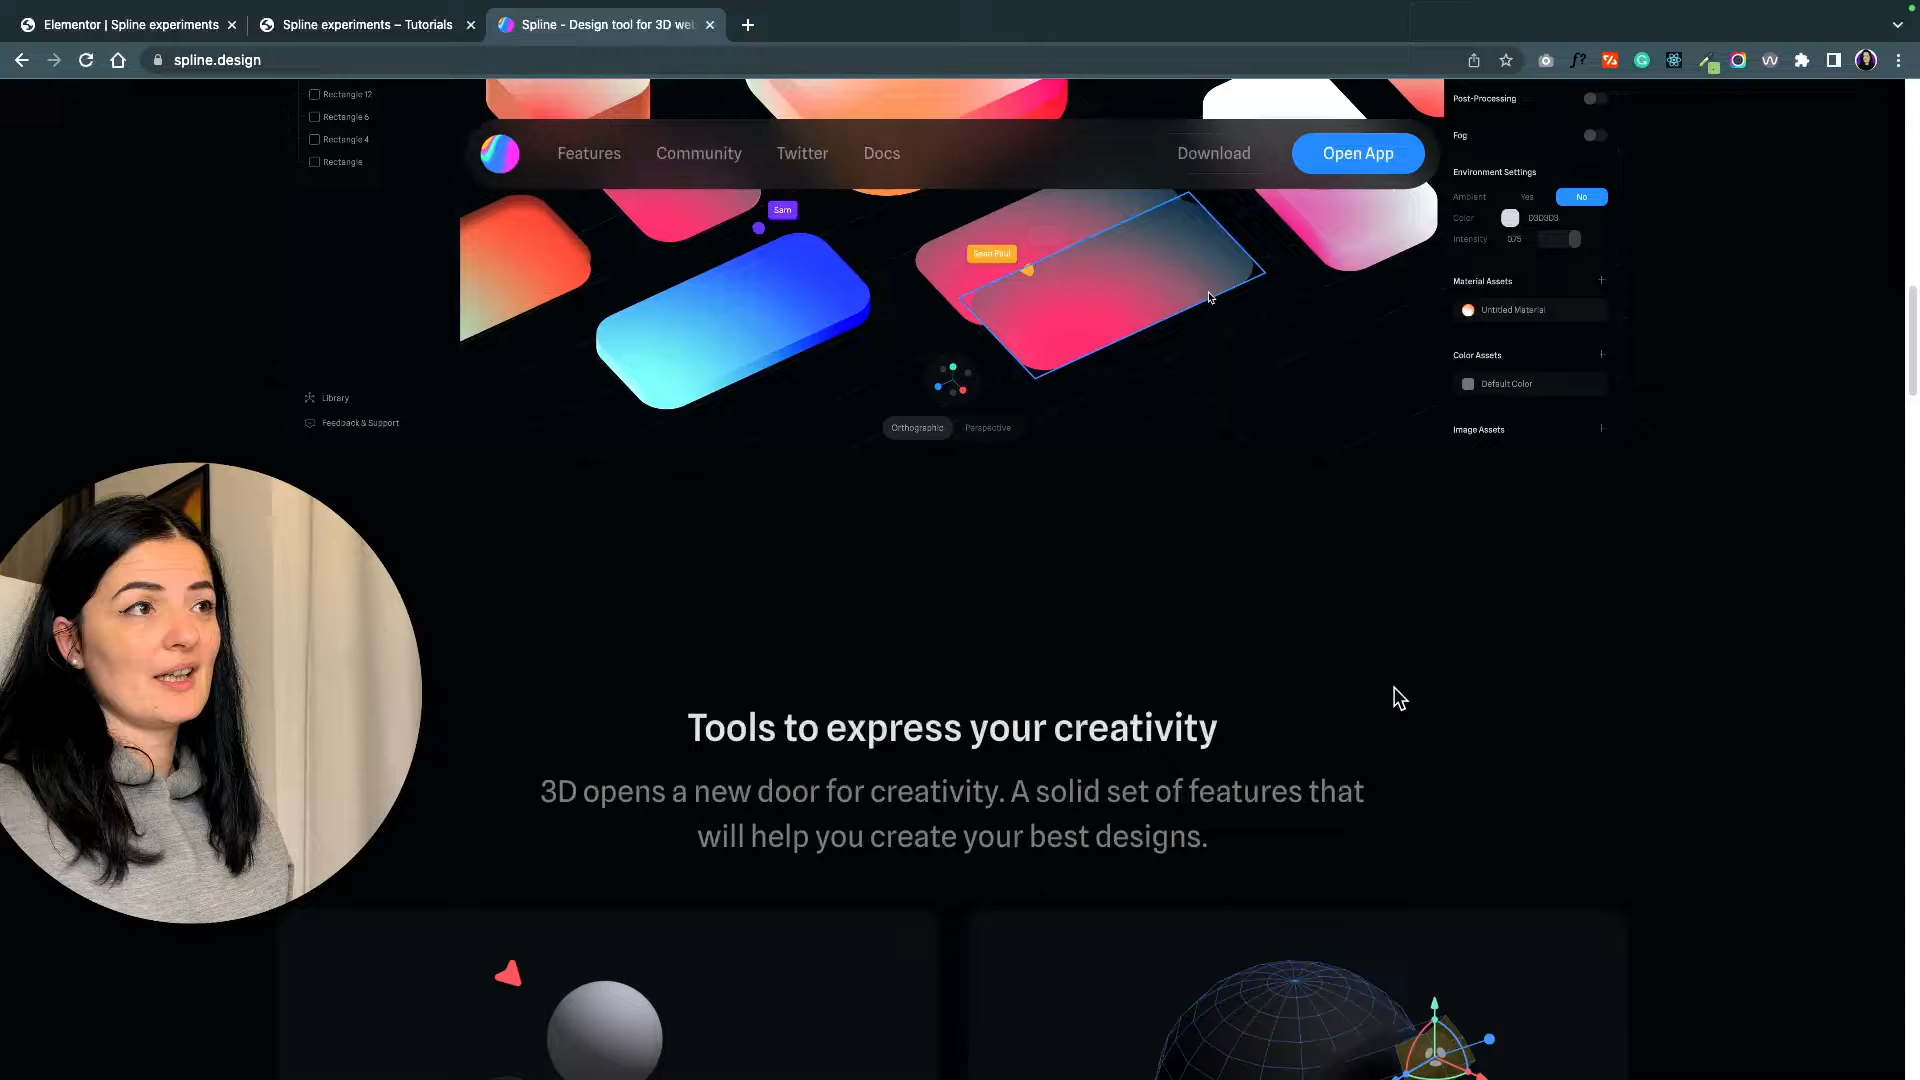 Elementor | Spline experiments
Spline experiments – Tutorials
Spline - Design tool for 3D we
spline.design
Rectangle 12
Rectangle 6
Rectangle 4
Rectangle
Post-Processing
Fog
Features
Community
Twitter
Docs
Download
Open App
Environment Settings
Ambient
Yes
No
Color
D3D3D3
Intensity
0.75
Sam
Sean Paul
Material Assets
Untitled Material
Color Assets
Default Color
Image Assets
Library
Feedback & Support
Orthographic
Perspective
Tools to express your creativity
3D opens a new door for creativity. A solid set of features that
will help you create your best designs.